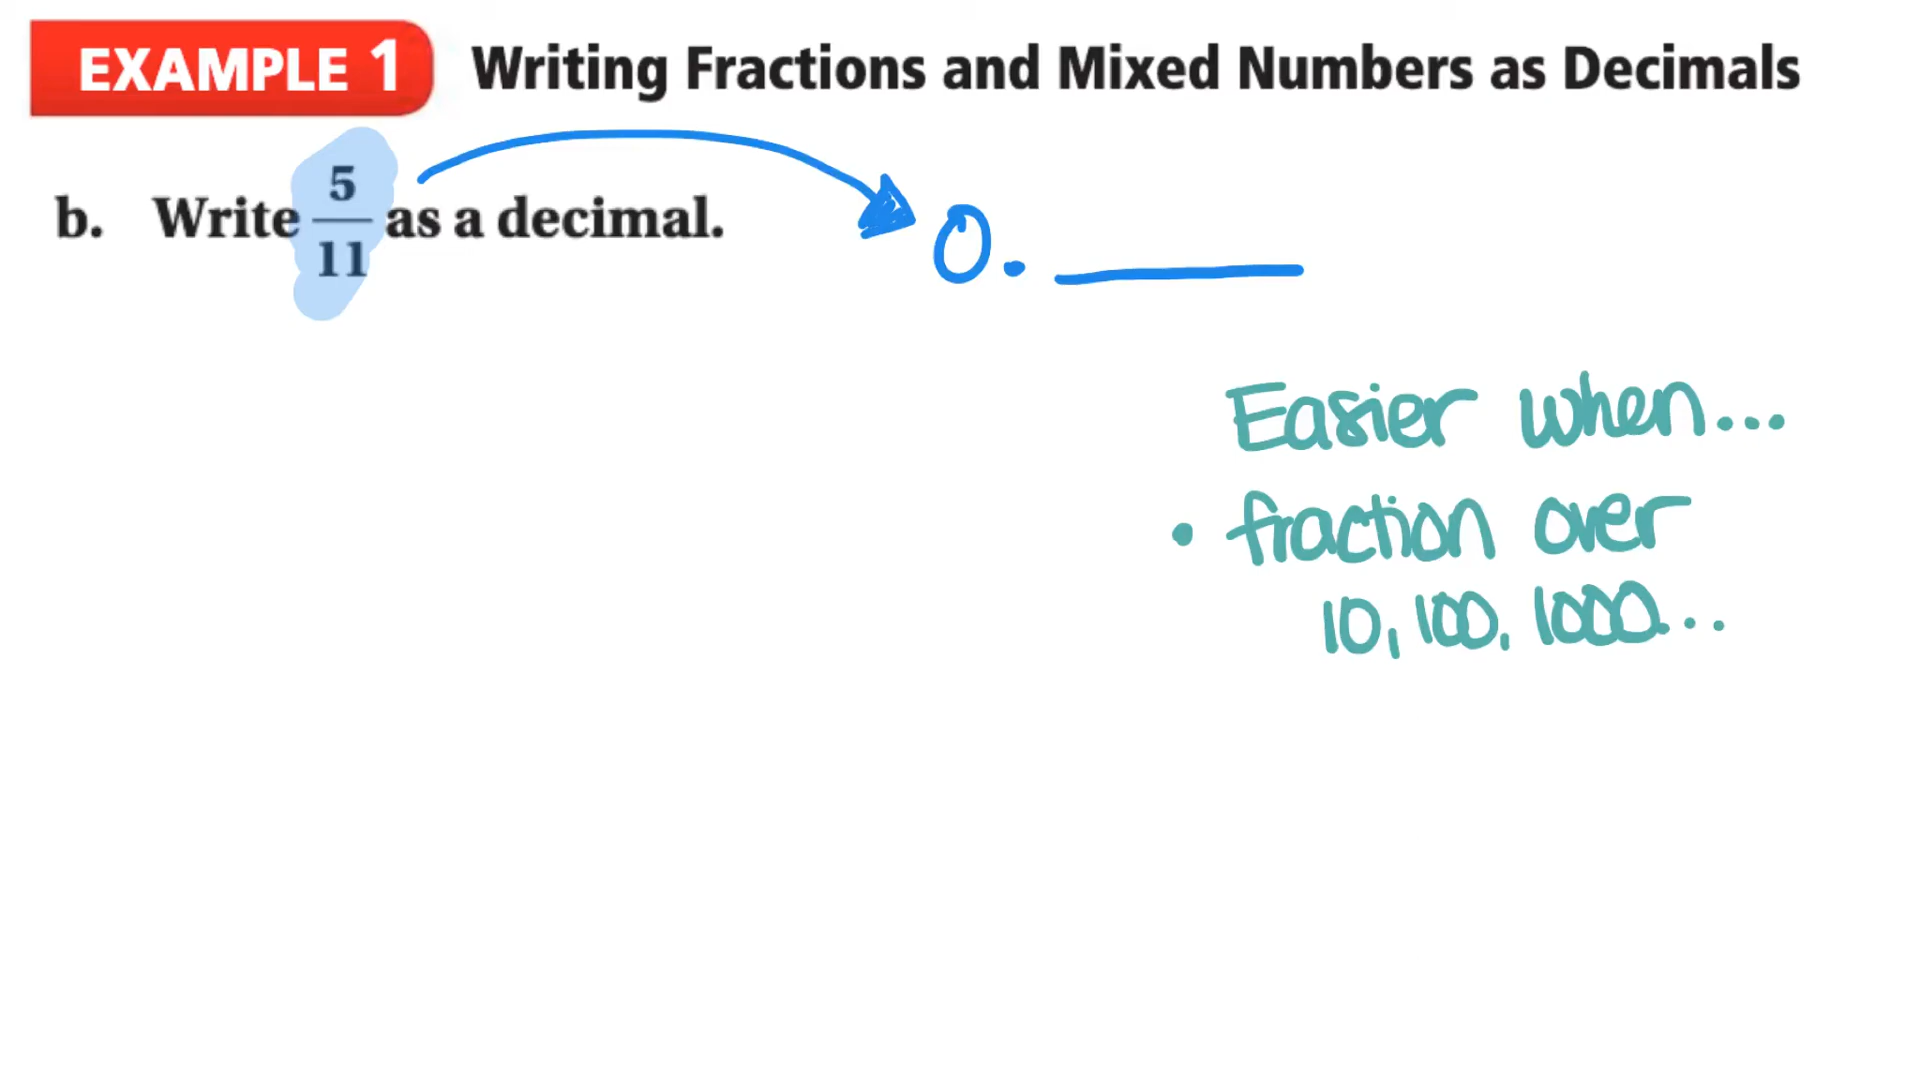 EXAMPLE 1 Writing Fractions and Mixed Numbers as Decimals
b. Write 5/11 as a decimal.
0. ____
Easier when...
• fraction over
10, 100, 1000...